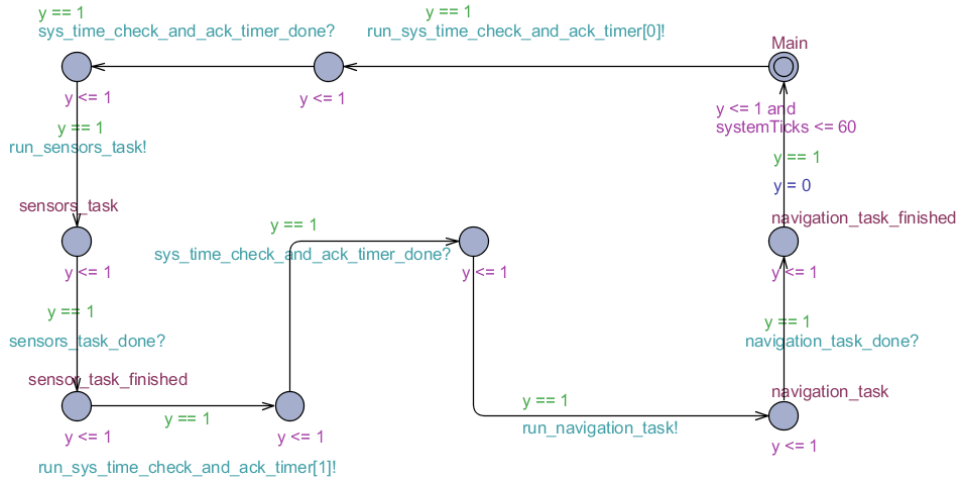 y == 1
sys_time_check_and_ack_timer_done?
y == 1
run_sys_time_check_and_ack_timer[0]!
Main
y <= 1
y <= 1
y <= 1 and
systemTicks <= 60
y == 1
run_sensors_task!
y == 1
y = 0
sensors_task
y <= 1
y == 1
sys_time_check_and_ack_timer_done?
y <= 1
navigation_task_finished
y <= 1
y == 1
sensors_task_done?
y == 1
navigation_task_done?
sensor_task_finished
y <= 1
y == 1
y <= 1
run_sys_time_check_and_ack_timer[1]!
y == 1
run_navigation_task!
navigation_task
y <= 1